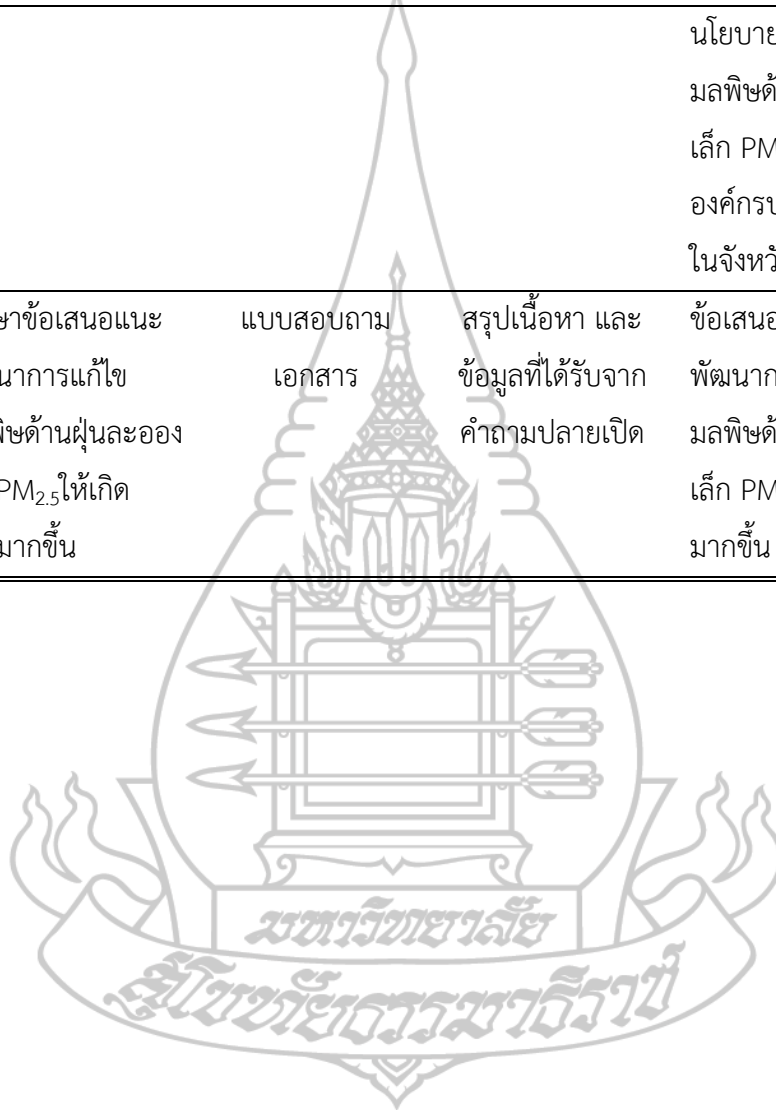 นโยบาย
มลพิษด้
เล็ก PM
องค์กรป
ในจังหวั
ษาข้อเสนอแนะ แบบสอบถาม สรุปเนื้อหา และ ข้อเสนอ
นาการแก้ไข เอกสาร ข้อมูลที่ได้รับจาก พัฒนาก
พิษด้านฝุ่นละออง คำถามปลายเปิด มลพิษด้
PM2.5ให้เกิด เล็ก PM
มากขึ้น มากขึ้น
มหาวิทยาลัย
สุโขทัยธรรมาธิราช